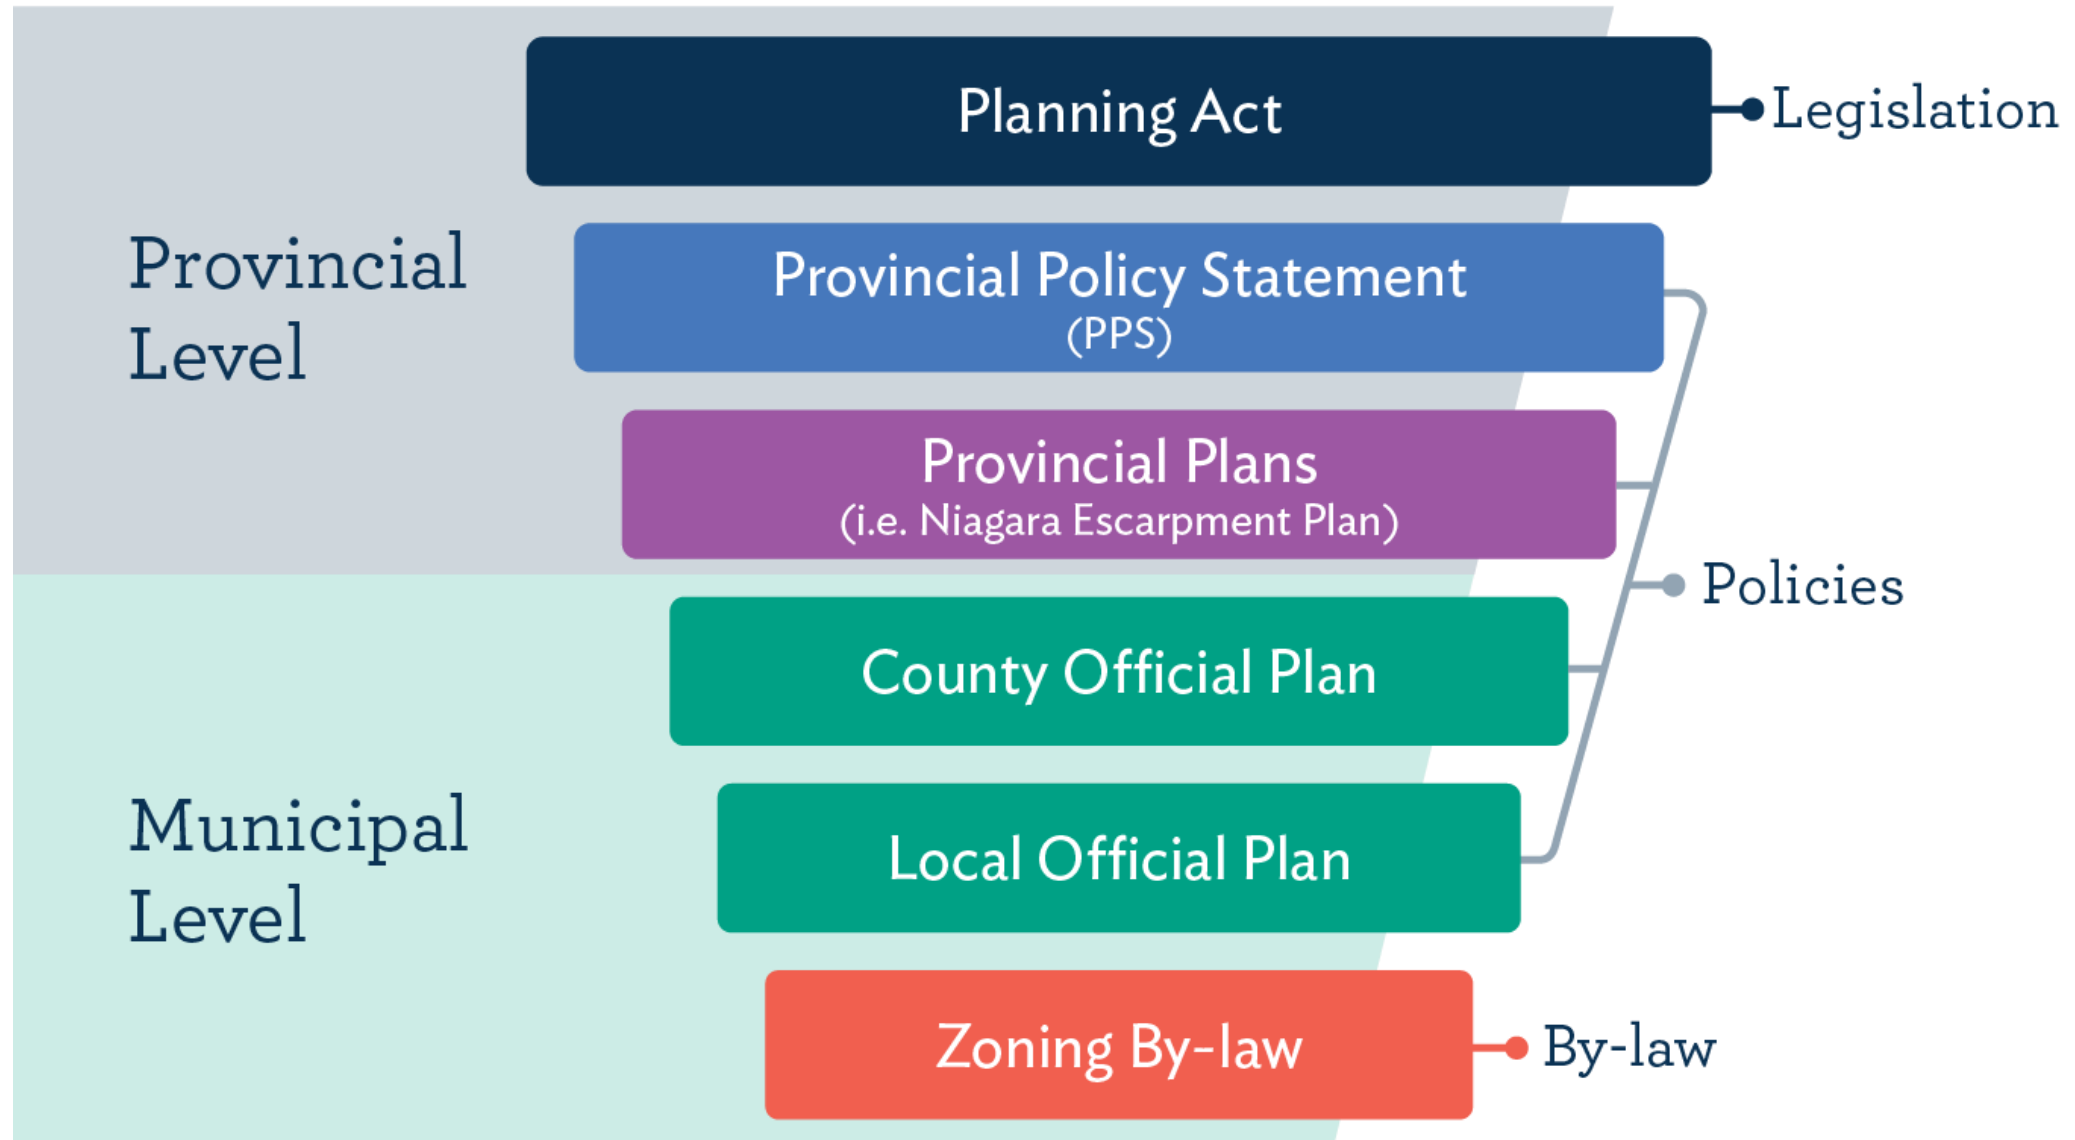 Planning Act
Legislation
Provincial
Level
Provincial Policy Statement
(PPS)
Provincial Plans
(i.e. Niagara Escarpment Plan)
Policies
County Official Plan
Municipal
Level
Local Official Plan
Zoning By-law
By-law